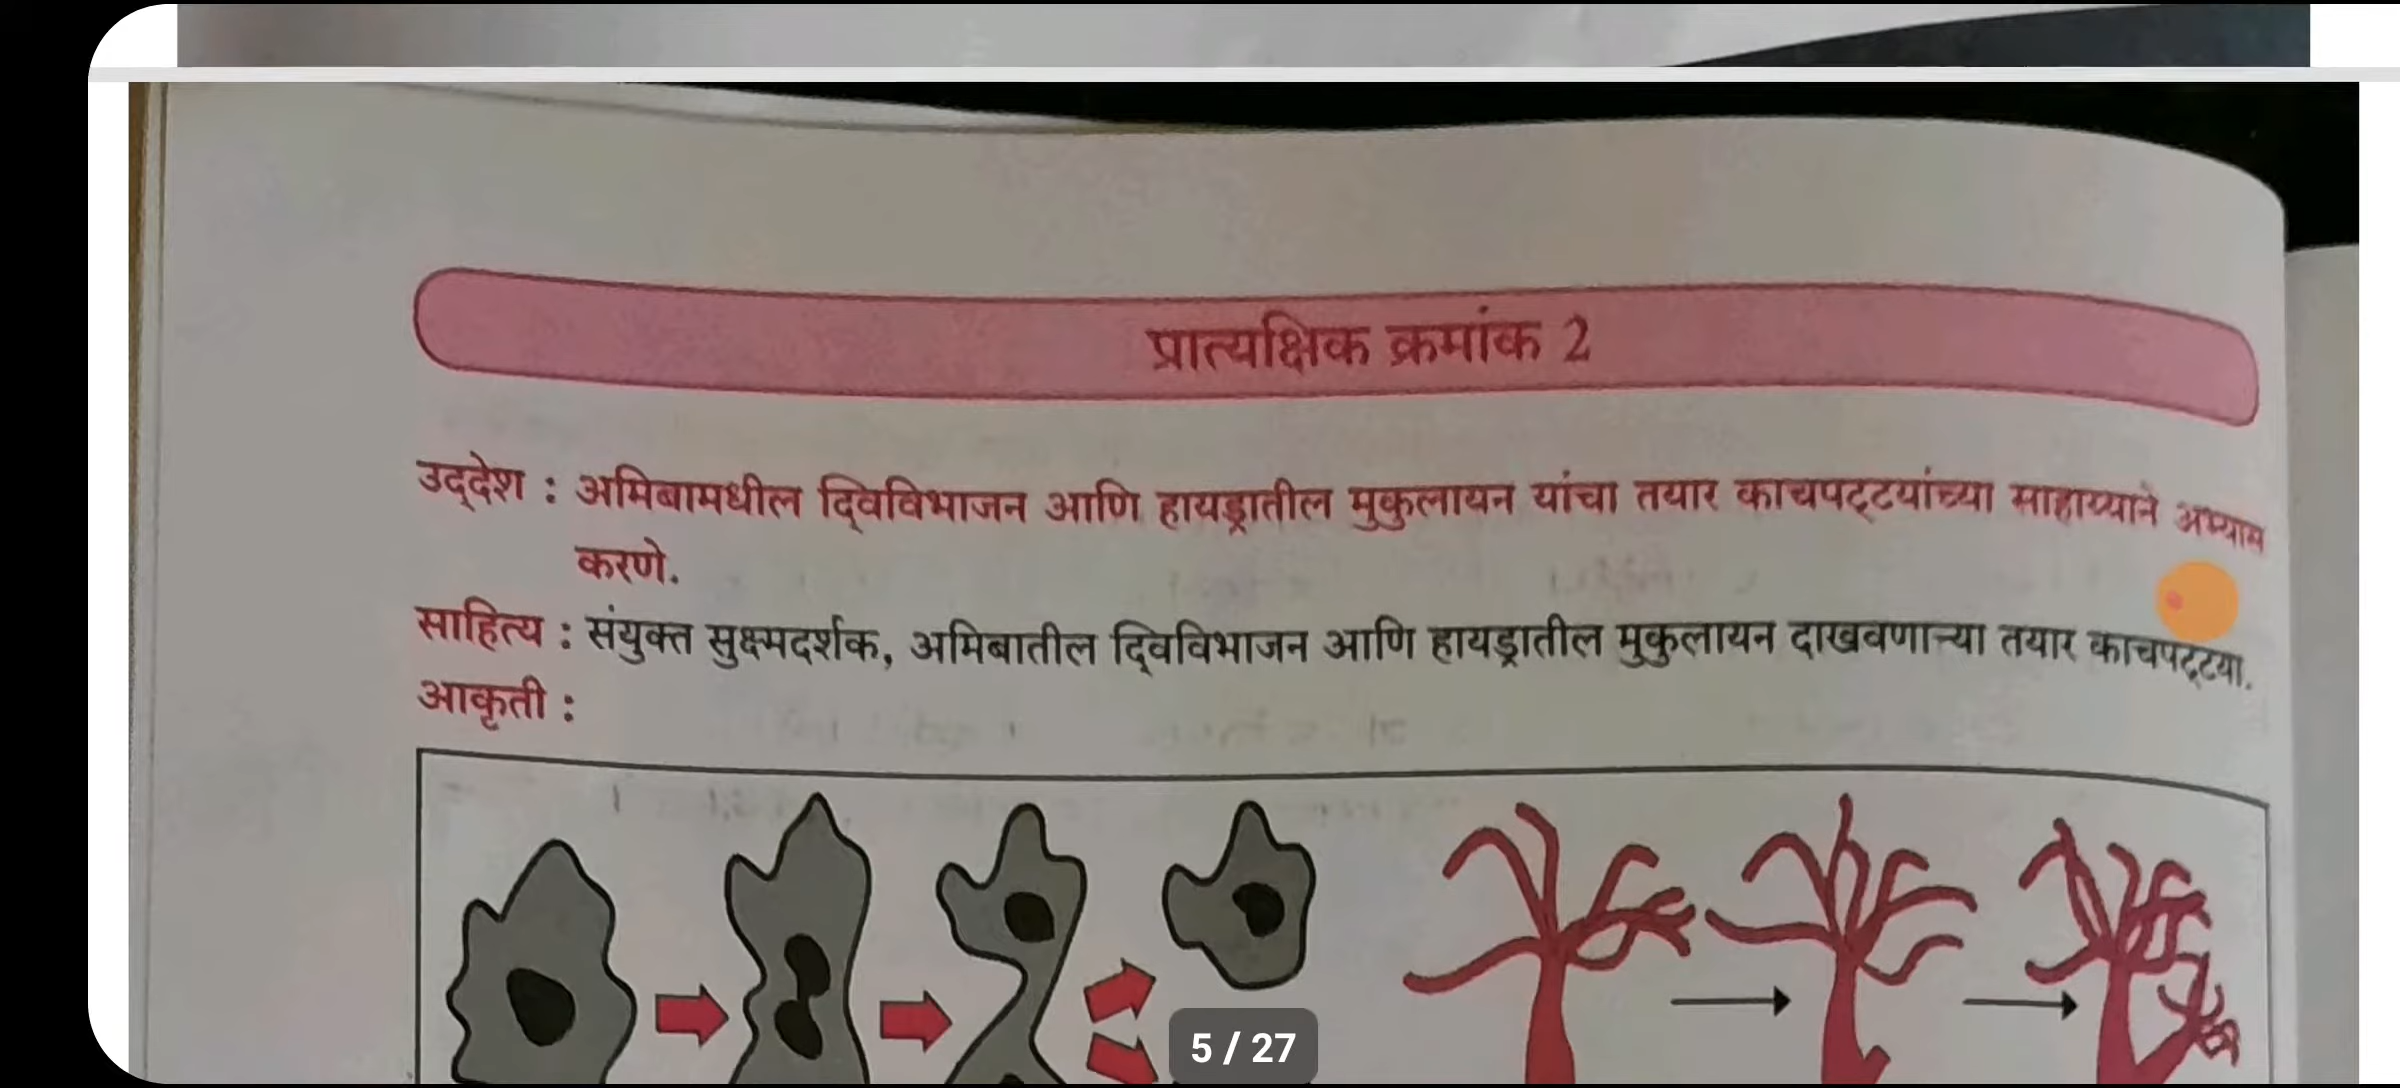 प्रात्यक्षिक क्रमांक 2
उद्देश : अमिबामधील द्विविभाजन आणि हायड्रातील मुकुलायन यांचा तयार काचपट्टयांच्या साहाय्याने अभ्यास
करणे.
साहित्य : संयुक्त सुक्ष्मदर्शक, अमिबातील द्विविभाजन आणि हायड्रातील मुकुलायन दाखवणाऱ्या तयार काचपट्टया.
आकृती :
5 / 27